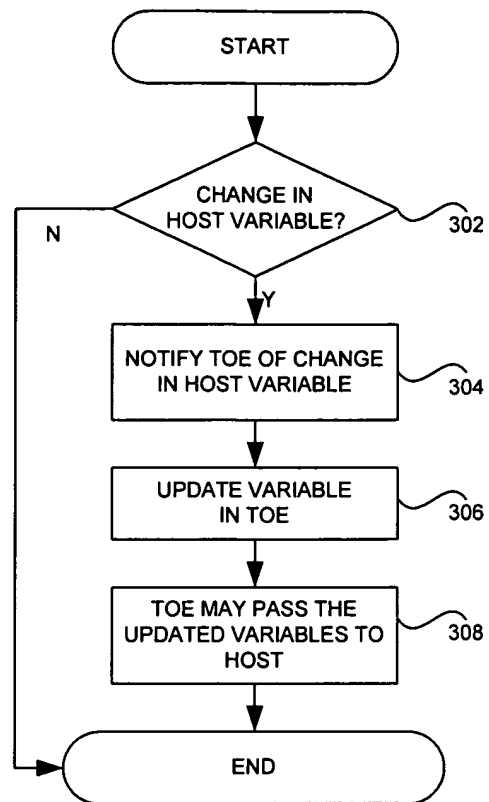 START
CHANGE IN
HOST VARIABLE?
302
N
Y
NOTIFY TOE OF CHANGE
IN HOST VARIABLE
304
UPDATE VARIABLE
IN TOE
306
TOE MAY PASS THE
UPDATED VARIABLES TO
HOST
308
END